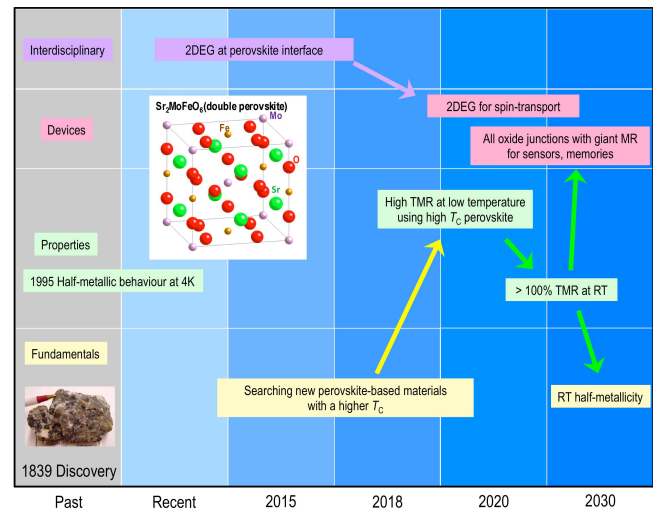 Interdisciplinary
2DEG at perovskite interface
Devices
2DEG for spin-transport
All oxide junctions with giant MR
for sensors, memories
Sr2MoFeO6(double perovskite)
Mo
Fe
O
Sr
High TMR at low temperature
using high TC perovskite
Properties
1995 Half-metallic behaviour at 4K
> 100% TMR at RT
Fundamentals
Searching new perovskite-based materials
with a higher TC
RT half-metallicity
1839 Discovery
Past Recent 2015 2018 2020 2030